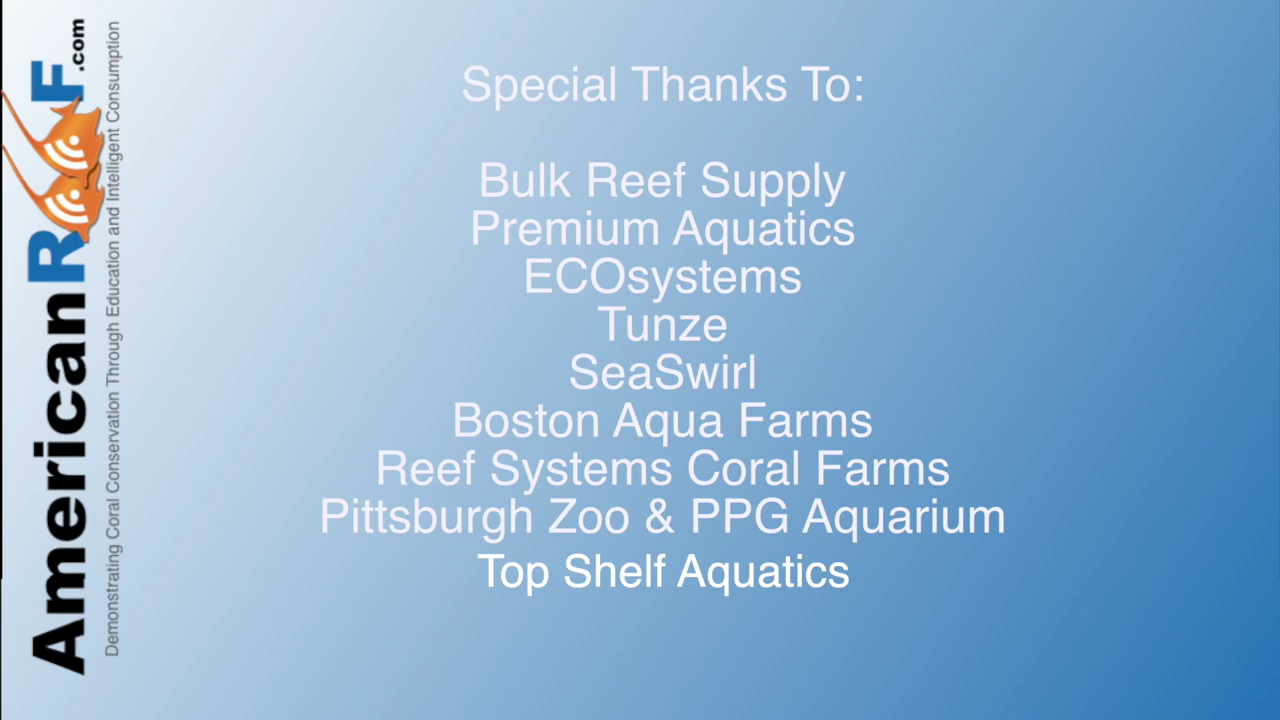 AmericanREEF.com
Demonstrating Coral Conservation Through Education and Intelligent Consumption
Special Thanks To:
Bulk Reef Supply
Premium Aquatics
ECOsystems
Tunze
SeaSwirl
Boston Aqua Farms
Reef Systems Coral Farms
Pittsburgh Zoo & PPG Aquarium
Top Shelf Aquatics